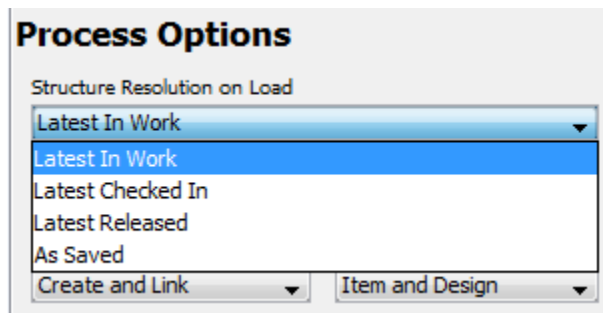 Process Options
Structure Resolution on Load
Latest In Work
Latest In Work
Latest Checked In
Latest Released
As Saved
Create and Link Item and Design